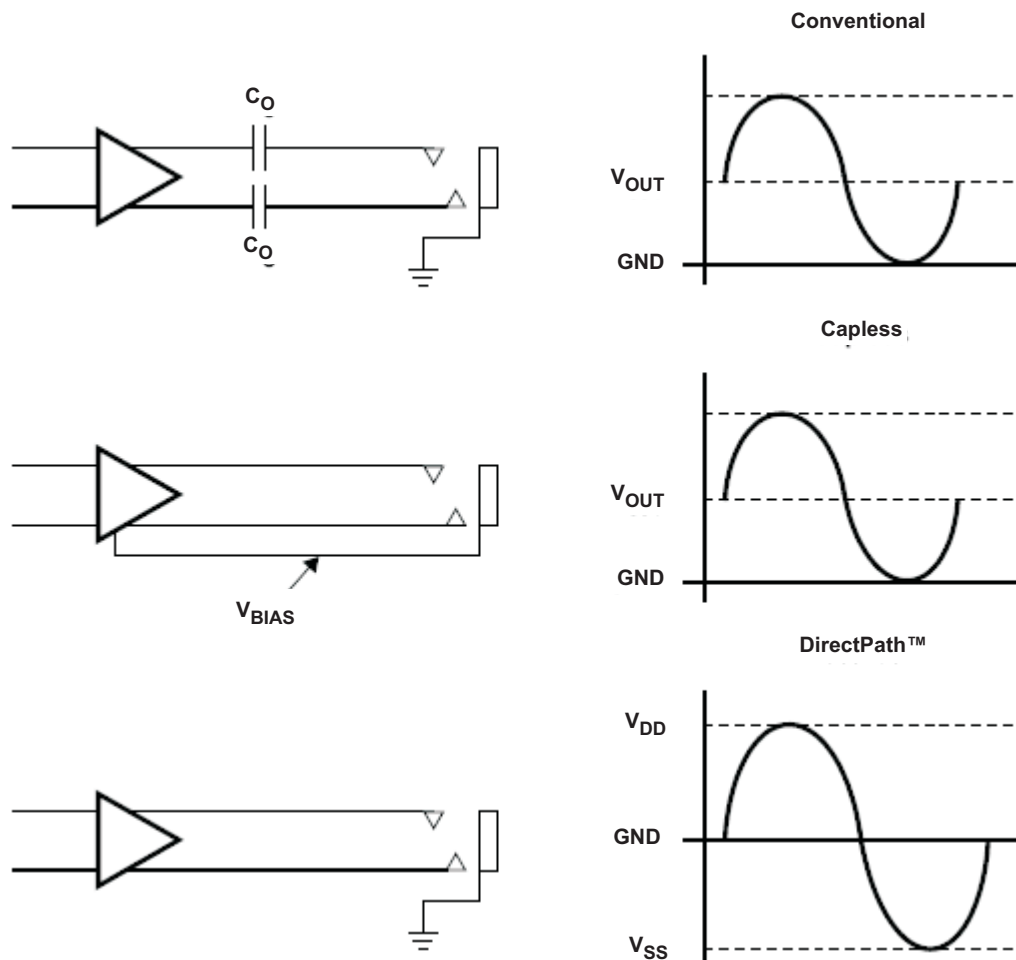 Conventional
C_O
C_O
V_OUT
GND
Capless
V_OUT
GND
V_BIAS
DirectPath™
V_DD
GND
V_SS